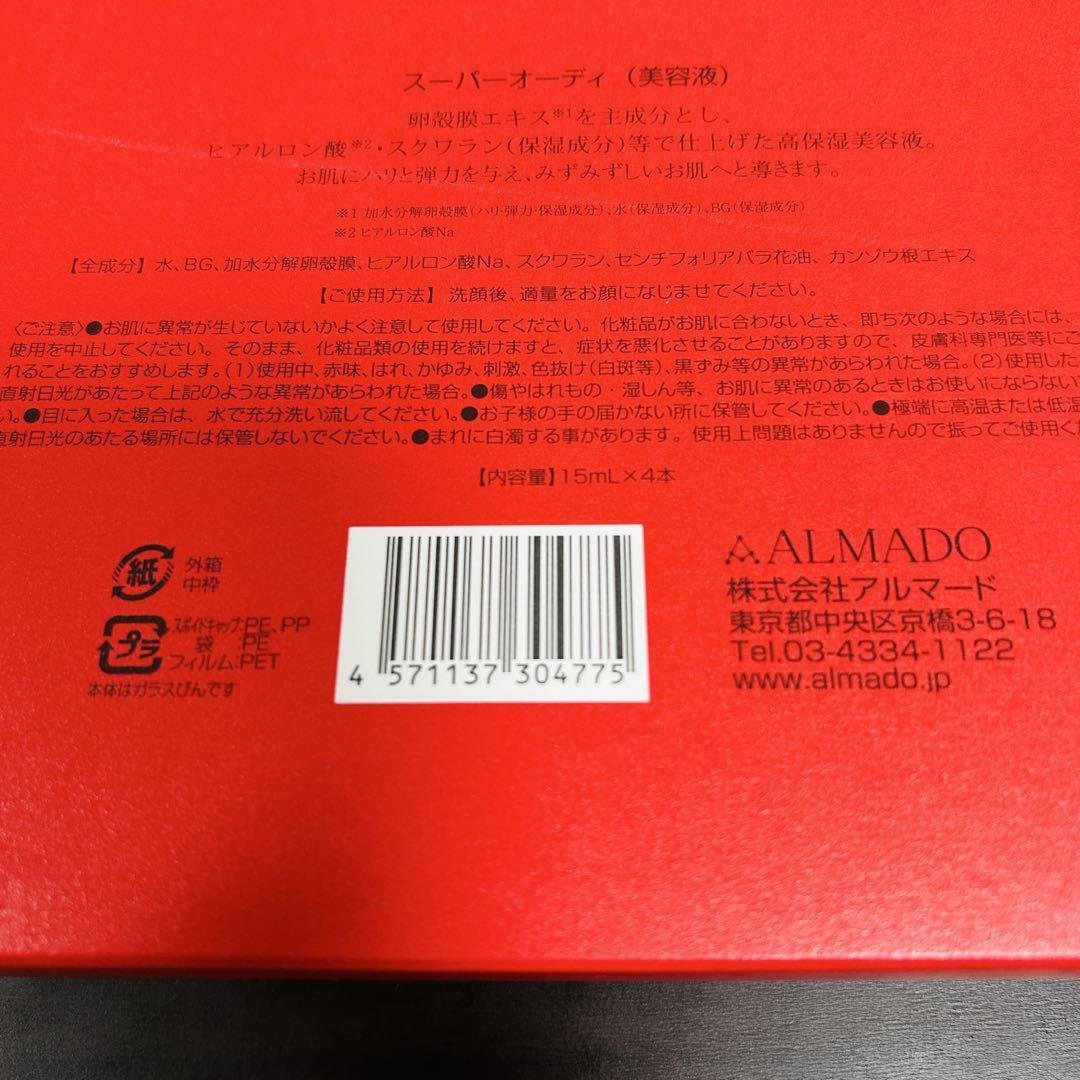 スーパーオーディ（美容液）
卵殻膜エキス※1を主成分とし、
ヒアルロン酸※2・スクワラン（保湿成分）等で仕上げた高保湿美容液。
お肌にハリと弾力を与え、みずみずしいお肌へと導きます。
※1 加水分解卵殻膜（ハリ・弾力・保湿成分）、水（保湿成分）、BG（保湿成分）
※2 ヒアルロン酸Na
【全成分】水、BG、加水分解卵殻膜、ヒアルロン酸Na、スクワラン、センチフォリアバラ花油、カンゾウ根エキス
【ご使用方法】洗顔後、適量をお顔になじませてください。
〈ご注意〉●お肌に異常が生じていないかよく注意して使用してください。化粧品がお肌に合わないとき、即ち次のような場合には、
使用を中止してください。そのまま、化粧品類の使用を続けますと、症状を悪化させることがありますので、皮膚科専門医等にご
れることをおすすめします。(1)使用中、赤味、はれ、かゆみ、刺激、色抜け(白斑等)、黒ずみ等の異常があらわれた場合。(2)使用した
直射日光があたって上記のような異常があらわれた場合。●傷やはれもの・湿しん等、お肌に異常のあるときはお使いにならない
い。●目に入った場合は、水で充分洗い流してください。●お子様の手の届かない所に保管してください。●極端に高温または低温
直射日光のあたる場所には保管しないでください。●まれに白濁する事があります。使用上問題はありませんので振ってご使用くだ
【内容量】15mL×4本
紙 外箱
中枠
プラ スポイドキャップ:PE、PP
袋:PE
フィルム:PET
本体はガラスびんです
4 571137 304775
ALMADO
株式会社アルマード
東京都中央区京橋3-6-18
Tel.03-4334-1122
www.almado.jp